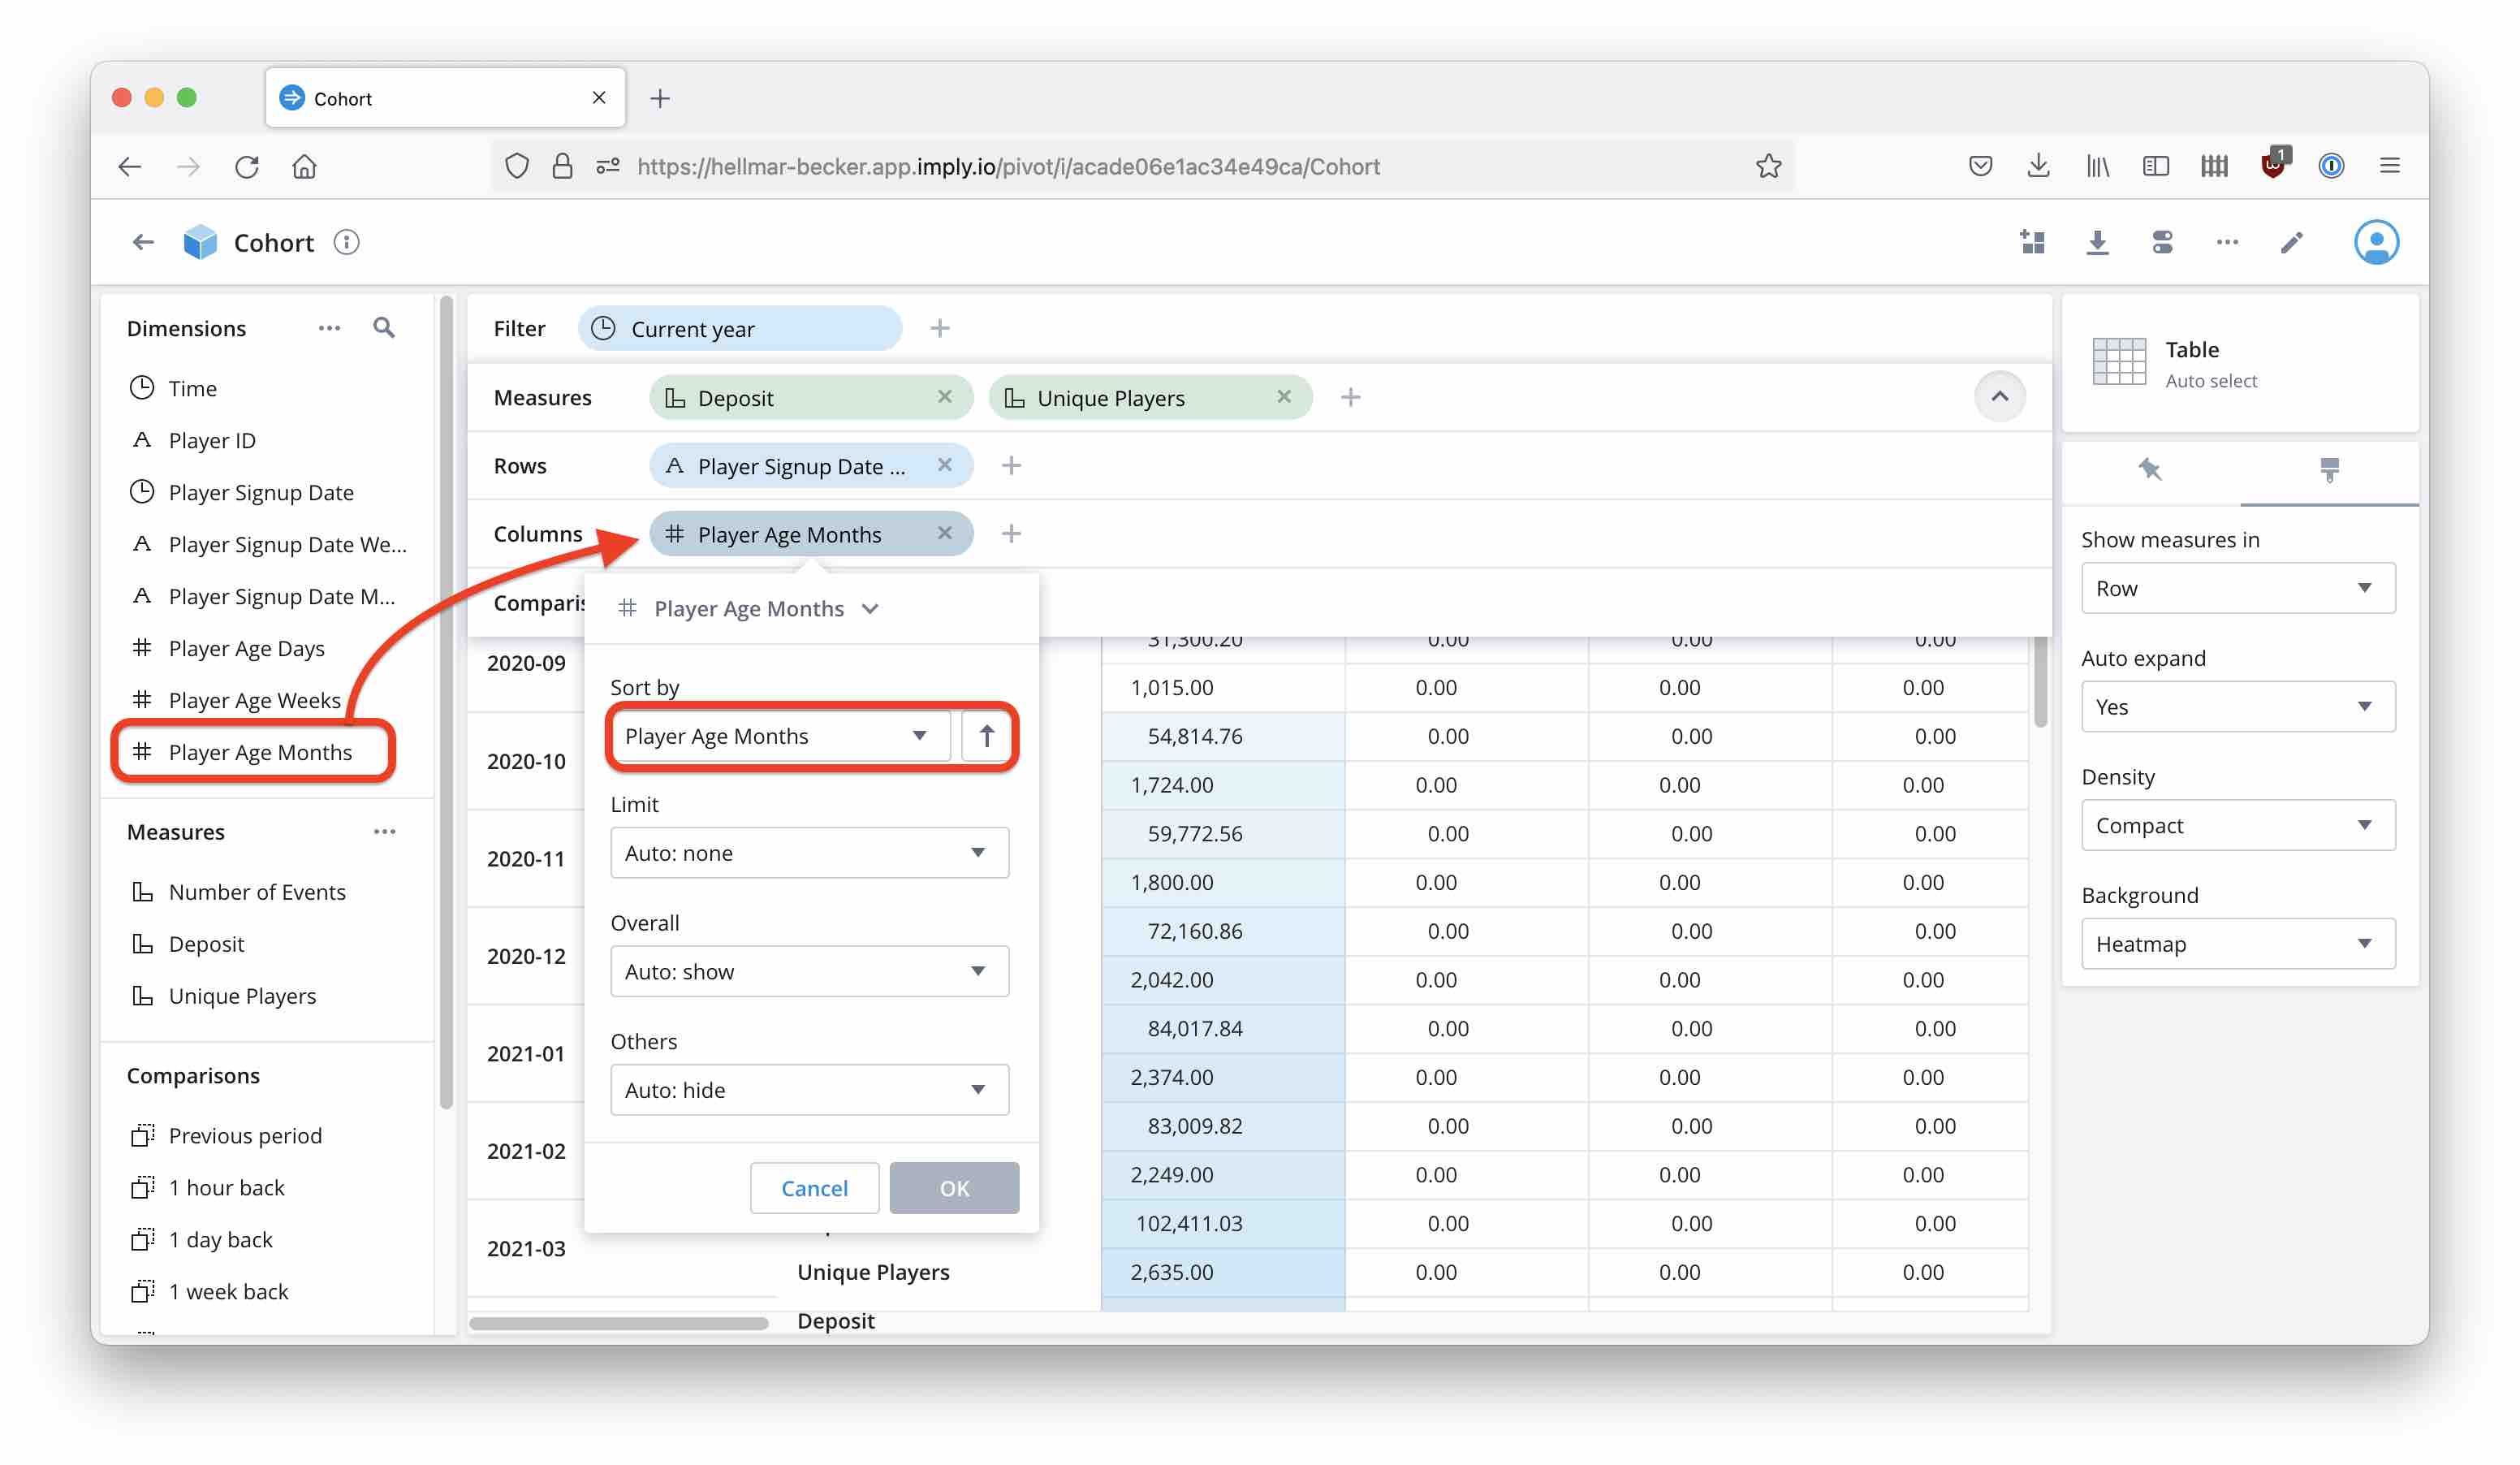 Cohort
1
https://hellmar-becker.app.imply.io/pivot/i/acade06e1ac34e49ca/Cohort
Cohort
Dimensions
Time
Player ID
Player Signup Date
Player Signup Date We...
Player Signup Date M...
Player Age Days
Player Age Weeks
Player Age Months
Measures
Number of Events
Deposit
Unique Players
Comparisons
Previous period
1 hour back
1 day back
1 week back
Filter
Current year
Measures
Deposit
Unique Players
Rows
Player Signup Date ...
Columns
Player Age Months
Comparis
Player Age Months
Sort by
Player Age Months
Limit
Auto: none
Overall
Auto: show
Others
Auto: hide
Cancel
OK
31,300.20 0.00 0.00 0.00
2020-09
1,015.00 0.00 0.00 0.00
54,814.76 0.00 0.00 0.00
2020-10
1,724.00 0.00 0.00 0.00
59,772.56 0.00 0.00 0.00
2020-11
1,800.00 0.00 0.00 0.00
72,160.86 0.00 0.00 0.00
2020-12
2,042.00 0.00 0.00 0.00
84,017.84 0.00 0.00 0.00
2021-01
2,374.00 0.00 0.00 0.00
83,009.82 0.00 0.00 0.00
2021-02
2,249.00 0.00 0.00 0.00
102,411.03 0.00 0.00 0.00
2021-03
Unique Players 2,635.00 0.00 0.00 0.00
Deposit
Table
Auto select
Show measures in
Row
Auto expand
Yes
Density
Compact
Background
Heatmap